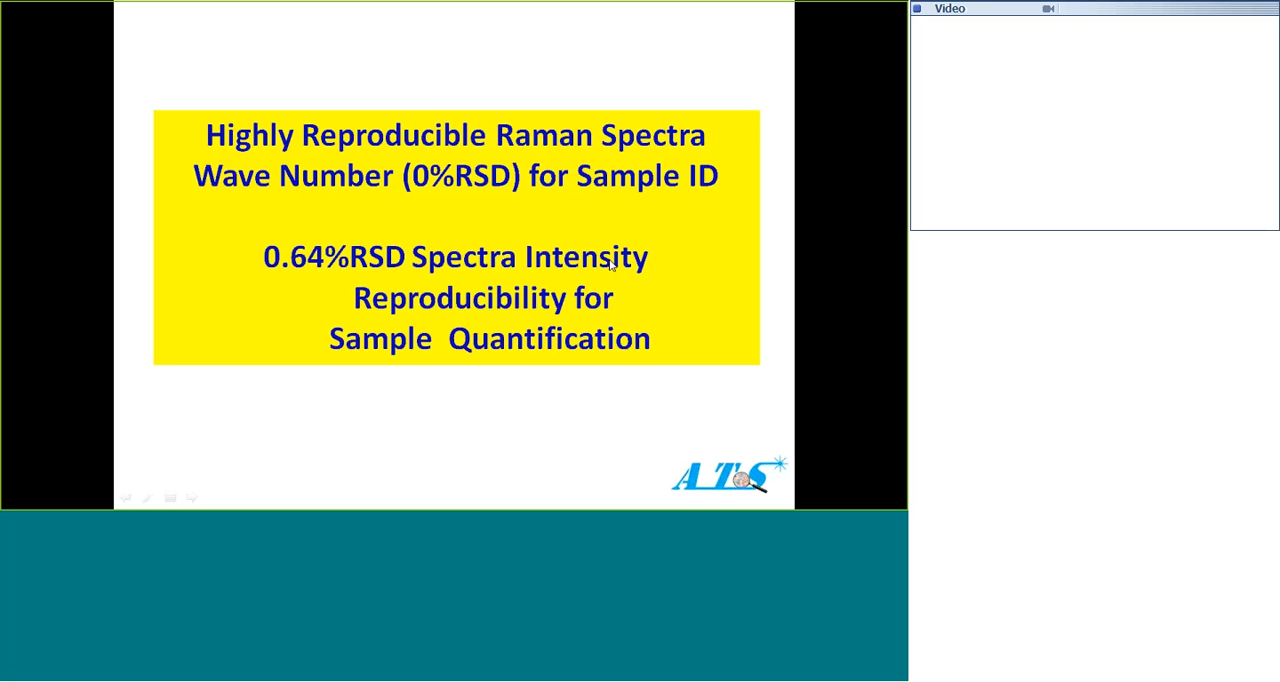 Video
Highly Reproducible Raman Spectra
Wave Number (0%RSD) for Sample ID
0.64%RSD Spectra Intensity
Reproducibility for
Sample Quantification
ATS